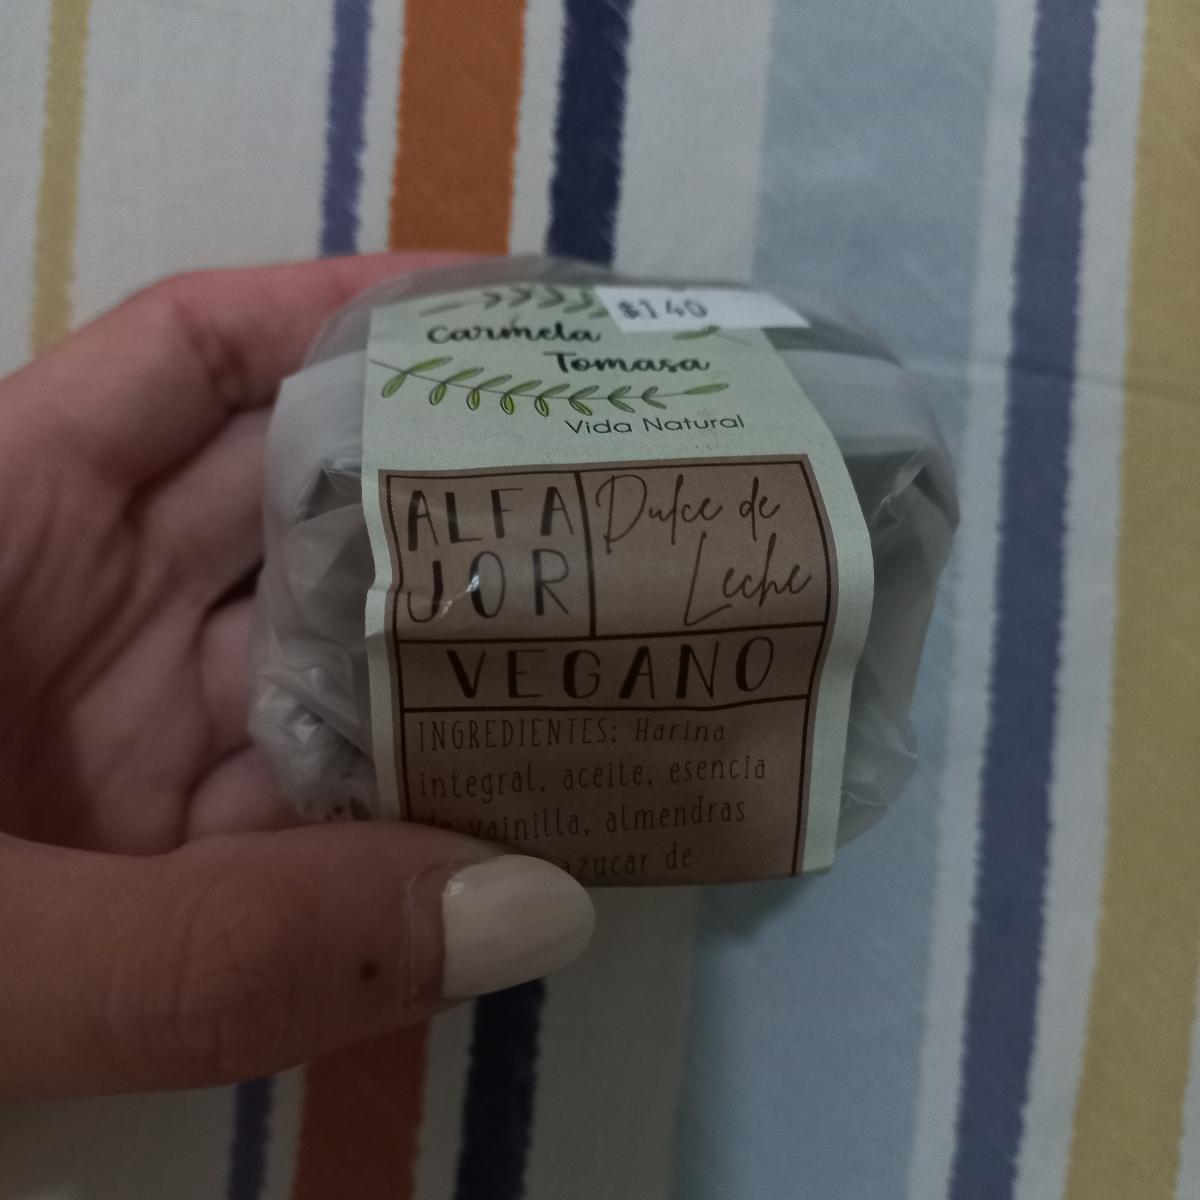 $140
carmela
Tomasa
Vida Natural
ALFA
JOR
Dulce de
Leche
VEGANO
INGREDIENTES: Harina
integral, aceite, esencia
de vainilla, almendras
azucar de